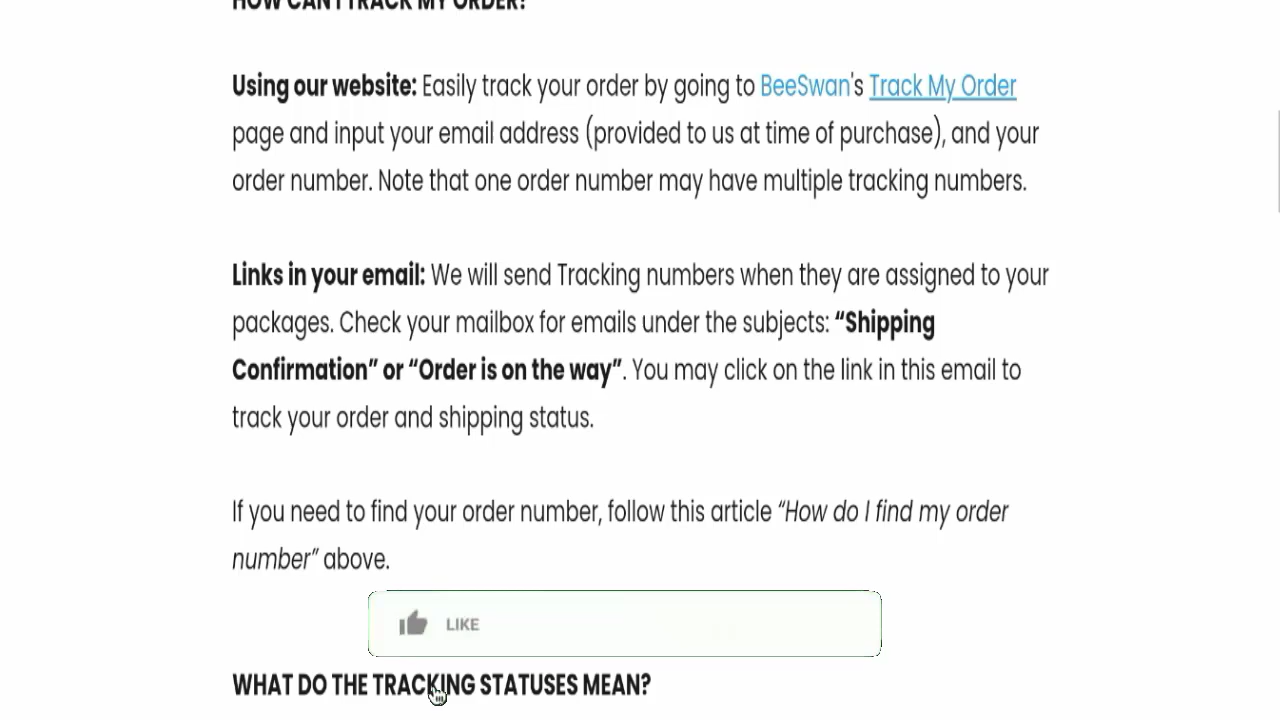 HOW CAN I TRACK MY ORDER?
Using our website: Easily track your order by going to BeeSwan's Track My Order
page and input your email address (provided to us at time of purchase), and your
order number. Note that one order number may have multiple tracking numbers.
Links in your email: We will send Tracking numbers when they are assigned to your
packages. Check your mailbox for emails under the subjects: “Shipping
Confirmation” or “Order is on the way”. You may click on the link in this email to
track your order and shipping status.
If you need to find your order number, follow this article “How do I find my order
number” above.
LIKE
WHAT DO THE TRACKING STATUSES MEAN?